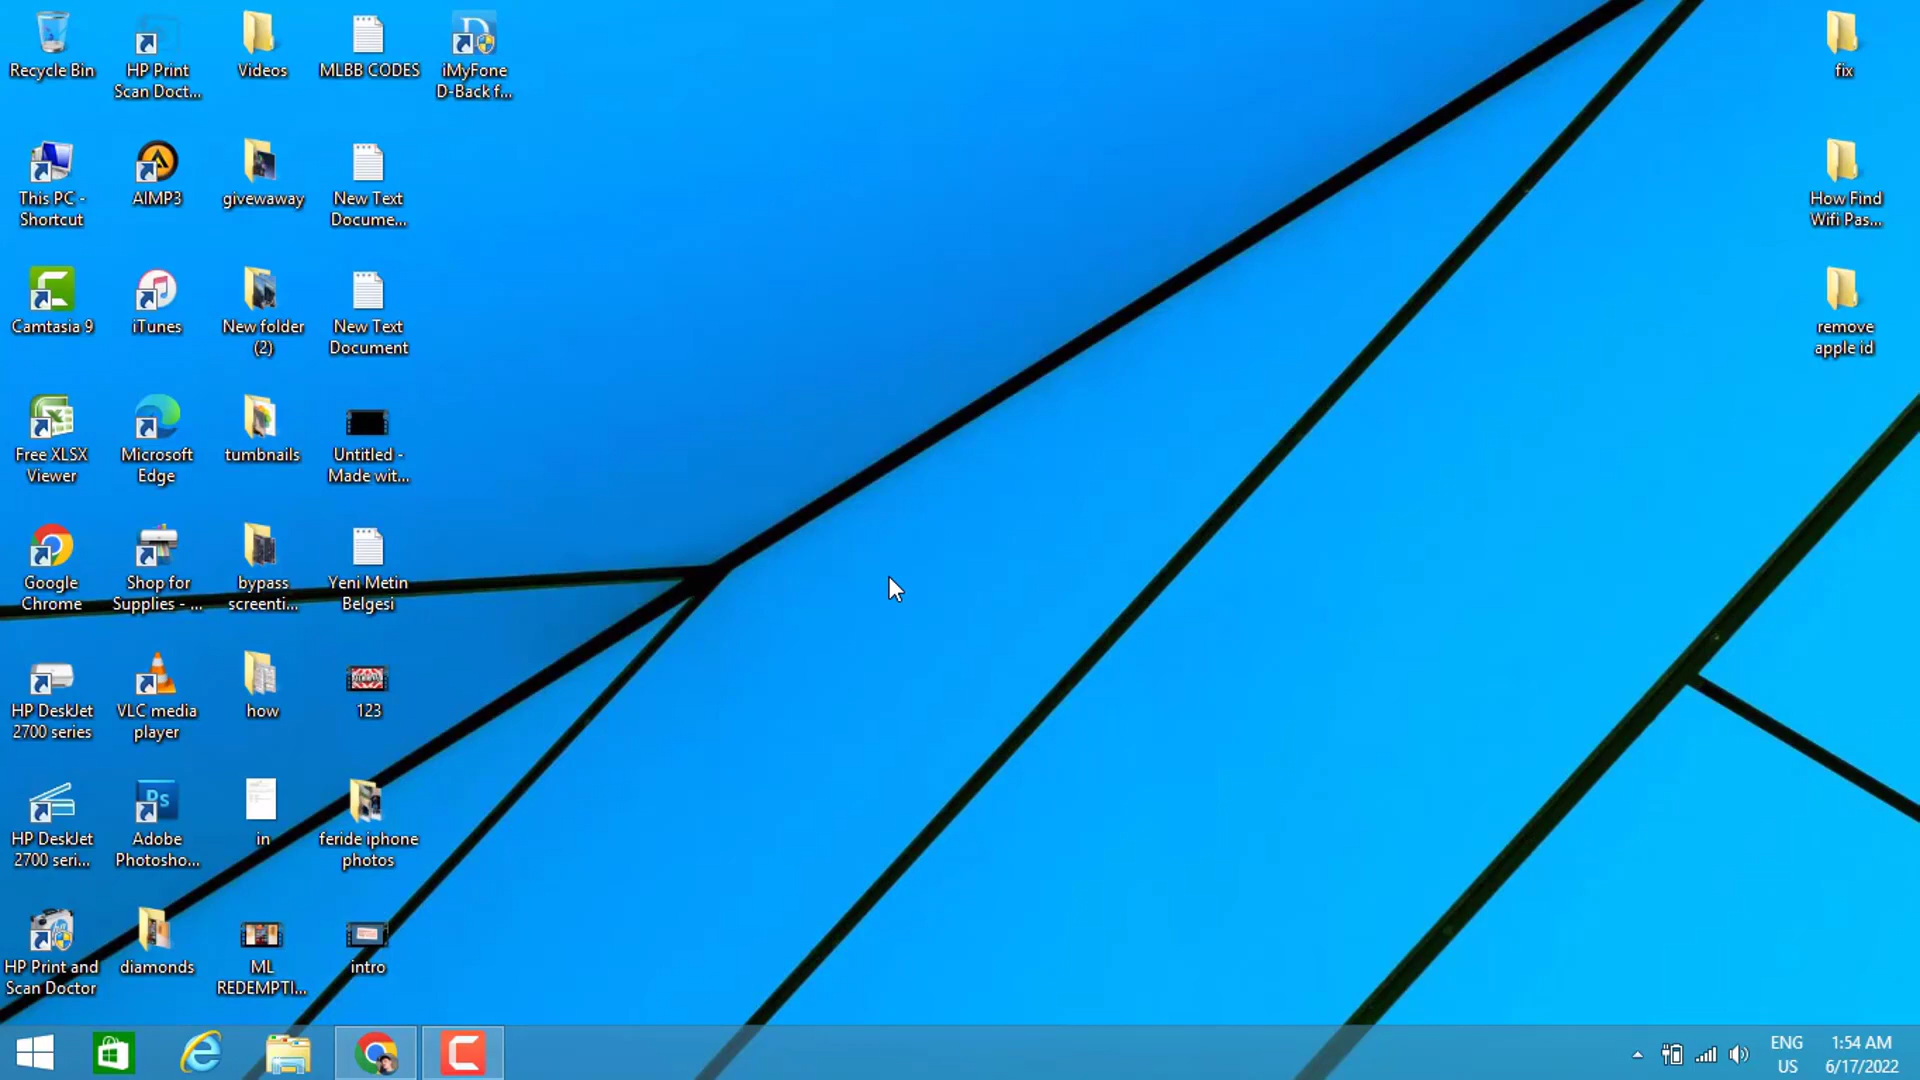 Recycle Bin
HP Print
Scan Doct...
Videos
MLBB CODES
iMyFone
D-Back f...
fix
This PC -
Shortcut
AIMP3
givewaway
New Text
Docume...
How Find
Wifi Pas...
Camtasia 9
iTunes
New folder
(2)
New Text
Document
remove
apple id
Free XLSX
Viewer
Microsoft
Edge
tumbnails
Untitled -
Made wit...
Google
Chrome
Shop for
Supplies - ...
bypass
screenti...
Yeni Metin
Belgesi
HP DeskJet
2700 series
VLC media
player
how
123
HP DeskJet
2700 seri...
Ps
Adobe
Photosho...
in
feride iphone
photos
HP Print and
Scan Doctor
diamonds
ML
REDEMPTI...
intro
ENG
US
1:54 AM
6/17/2022